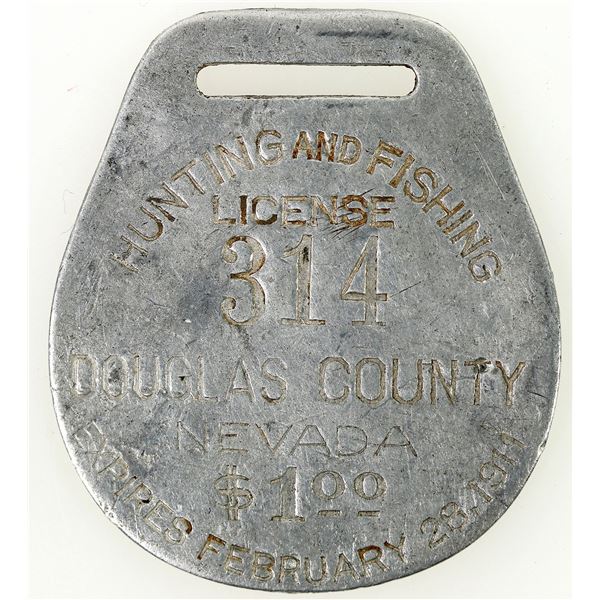 HUNTING AND FISHING
LICENSE
314
DOUGLAS COUNTY
NEVADA
$1.00
EXPIRES FEBRUARY 28, 1911